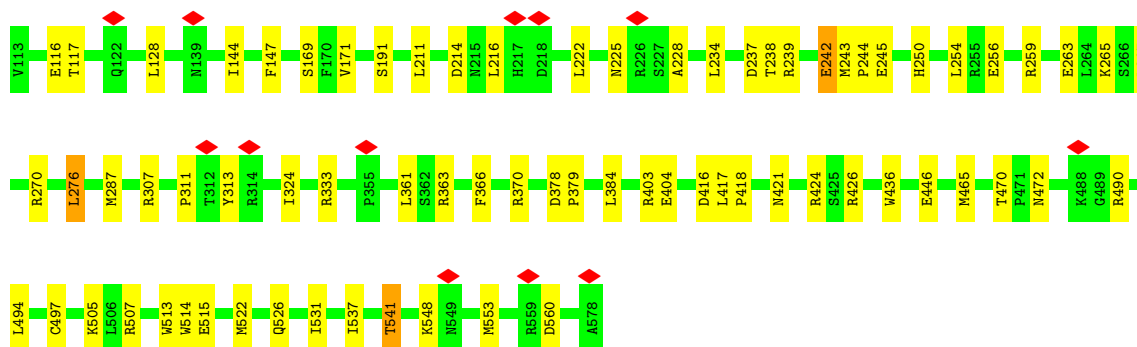 V113 E116 T117 Q122 L128 N139 I144 F147 S169 F170 V171 S191 L211 D214 N215 L216 H217 D218 L222 N225 R226 S227 A228 L234 D237 T238 R239 E242 M243 P244 E245 H250 L254 R255 E256 R259 E263 L264 K265 S266
R270 L276 M287 R307 P311 T312 Y313 R314 I324 R333 P355 L361 S362 R363 F366 R370 D378 P379 L384 R403 E404 D416 L417 P418 N421 R424 S425 R426 W436 E446 M465 T470 P471 N472 K488 G489 R490
L494 C497 K505 L506 R507 W513 W514 E515 M522 Q526 I531 I537 T541 K548 N549 M553 R559 D560 A578